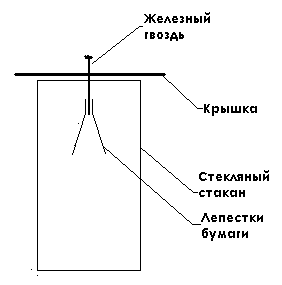 Железный
гвоздь
Крышка
Стекляный
стакан
Лепестки
бумаги